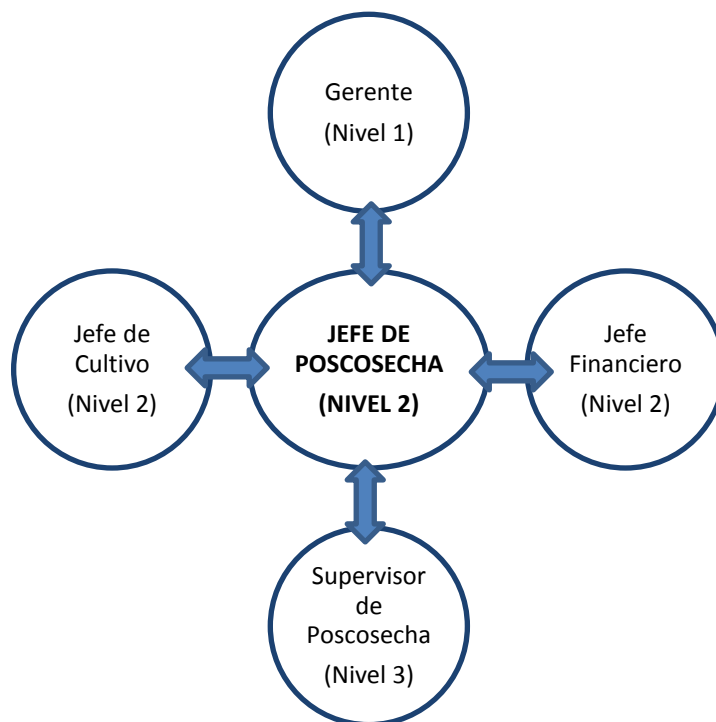 Gerente
(Nivel 1)
Jefe de
Cultivo
(Nivel 2)
JEFE DE
POSCOSECHA
(NIVEL 2)
Jefe
Financiero
(Nivel 2)
Supervisor
de
Poscosecha
(Nivel 3)